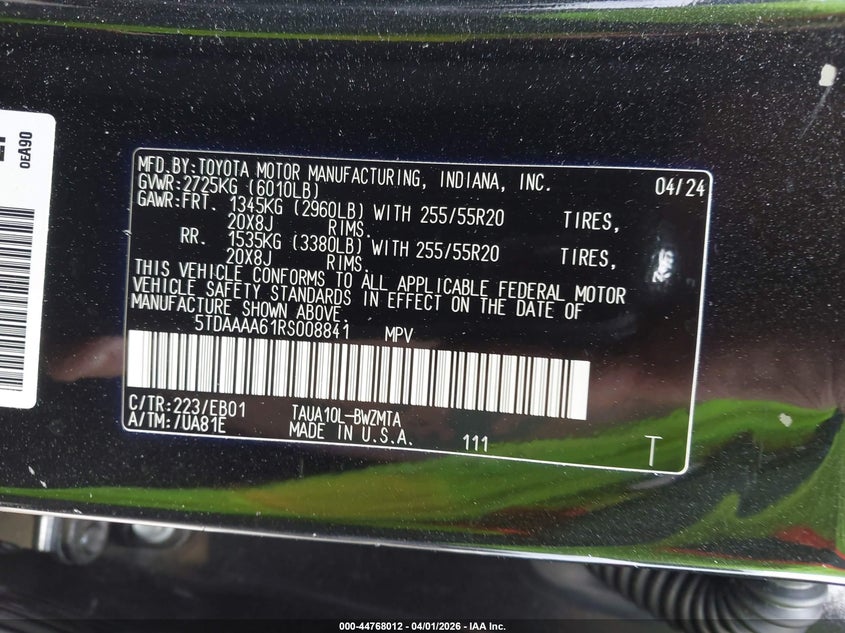 0EA90
MFD.BY:TOYOTA MOTOR MANUFACTURING, INDIANA, INC. 04/24
GVWR:2725KG (6010LB)
GAWR:FRT. 1345KG (2960LB) WITH 255/55R20 TIRES,
20X8J RIMS.
RR. 1535KG (3380LB) WITH 255/55R20 TIRES,
20X8J RIMS.
THIS VEHICLE CONFORMS TO ALL APPLICABLE FEDERAL MOTOR
VEHICLE SAFETY STANDARDS IN EFFECT ON THE DATE OF
MANUFACTURE SHOWN ABOVE.
5TDAAAA61RS008841 MPV
C/TR:223/EB01 TAUA10L-BWZMTA
A/TM:/UA81E MADE IN U.S.A. 111 T
000-44768012 - 04/01/2026 - IAA Inc.